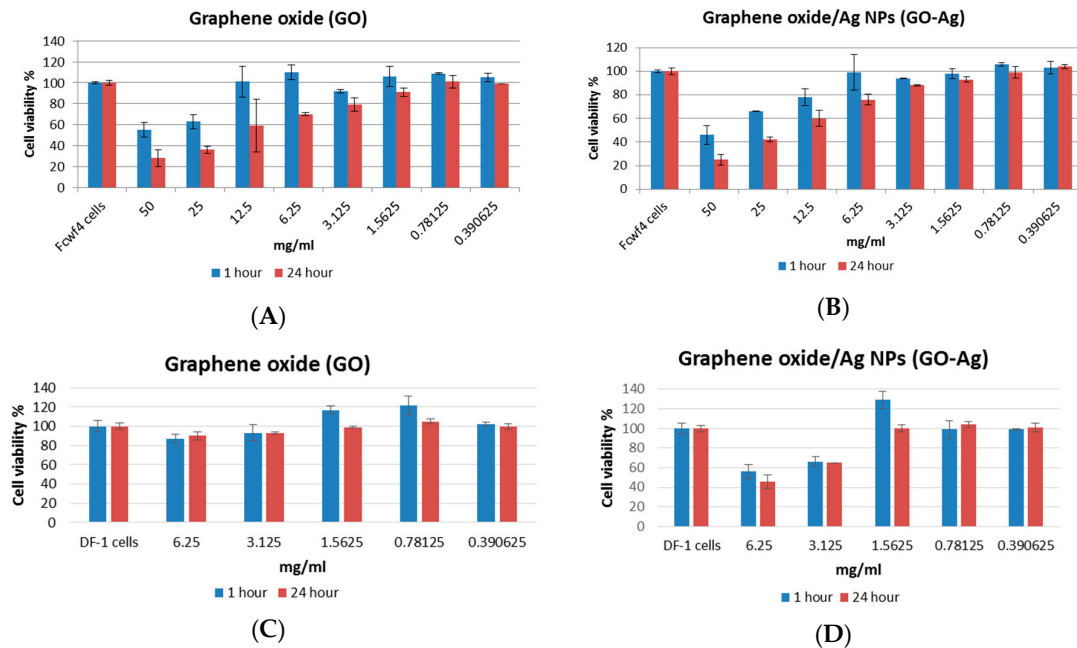 Graphene oxide (GO)
140
120
100
80
60
40
20
0
Cell viability %
Fcwf4 cells
50
25
12.5
6.25
3.125
1.5625
0.78125
0.390625
mg/ml
1 hour 24 hour
(A)
Graphene oxide/Ag NPs (GO-Ag)
120
100
80
60
40
20
0
Cell viability %
Fcwf4 cells
50
25
12.5
6.25
3.125
1.5625
0.78125
0.390625
mg/ml
1 hour 24 hour
(B)
Graphene oxide (GO)
140
120
100
80
60
40
20
0
Cell viability %
DF-1 cells 6.25 3.125 1.5625 0.78125 0.390625
mg/ml
1 hour 24 hour
(C)
Graphene oxide/Ag NPs (GO-Ag)
140
120
100
80
60
40
20
0
Cell viability %
DF-1 cells 6.25 3.125 1.5625 0.78125 0.390625
mg/ml
1 hour 24 hour
(D)